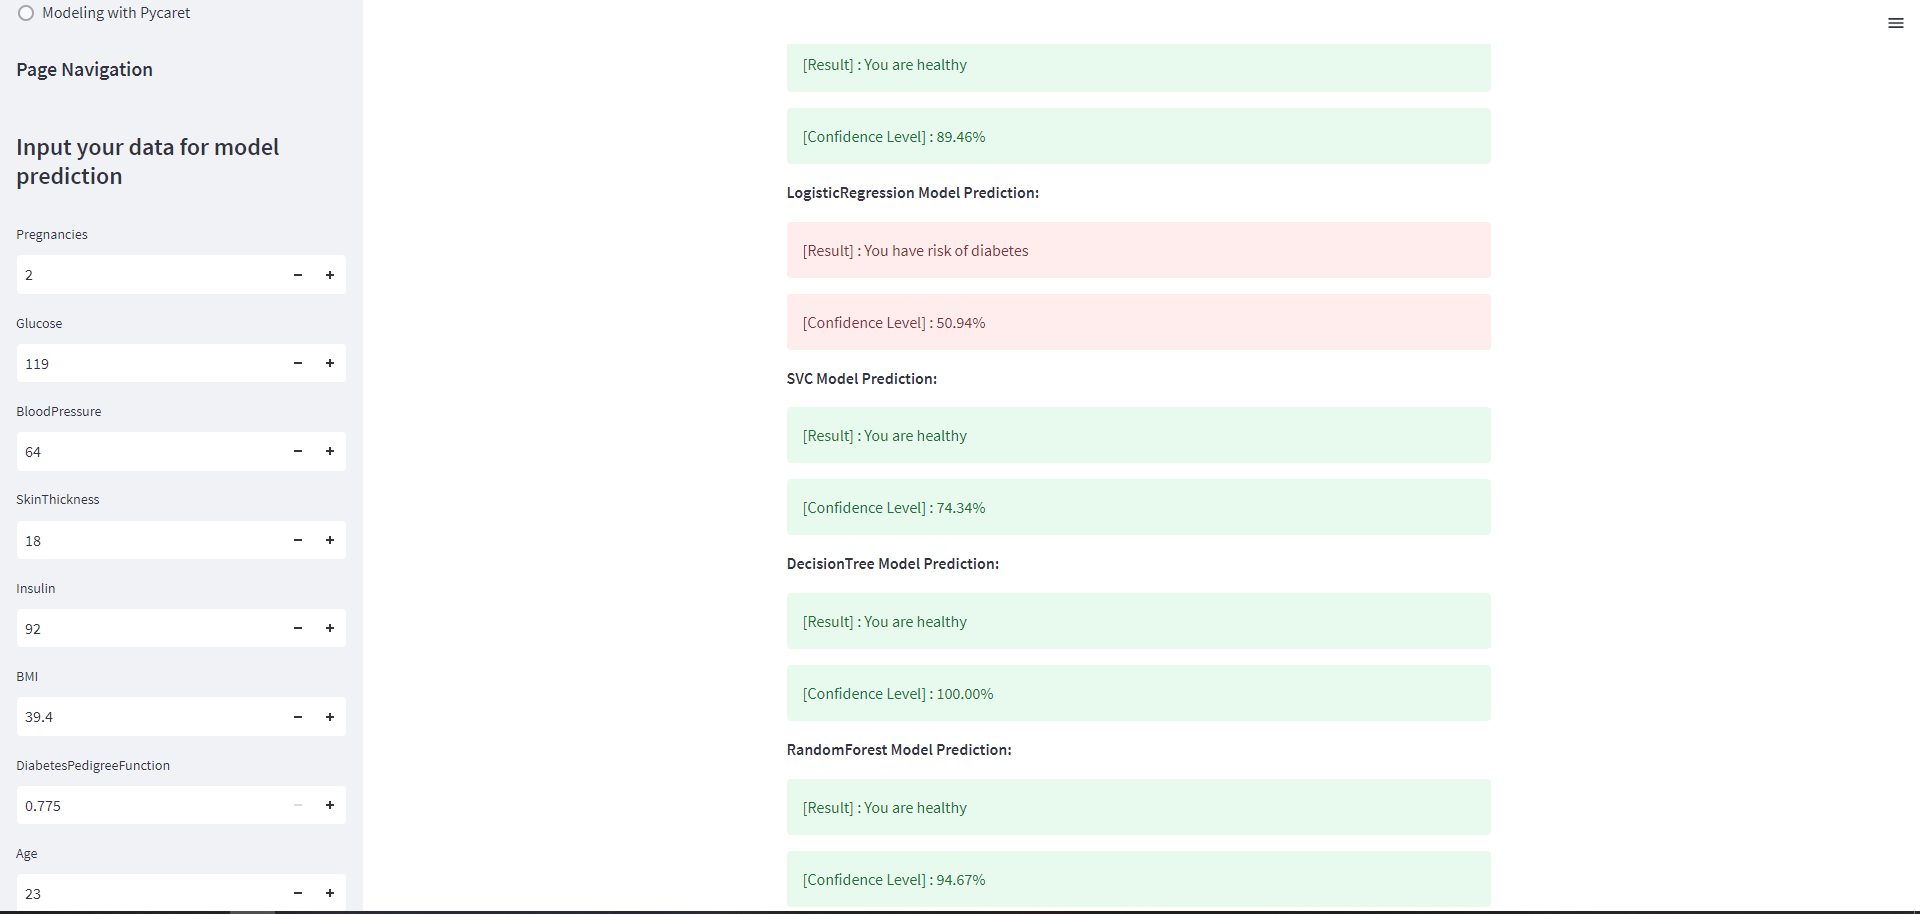 Modeling with Pycaret
Page Navigation
Input your data for model
prediction
Pregnancies
2
Glucose
119
BloodPressure
64
SkinThickness
18
Insulin
92
BMI
39.4
DiabetesPedigreeFunction
0.775
Age
23
[Result] : You are healthy
[Confidence Level] : 89.46%
LogisticRegression Model Prediction:
[Result] : You have risk of diabetes
[Confidence Level] : 50.94%
SVC Model Prediction:
[Result] : You are healthy
[Confidence Level] : 74.34%
DecisionTree Model Prediction:
[Result] : You are healthy
[Confidence Level] : 100.00%
RandomForest Model Prediction:
[Result] : You are healthy
[Confidence Level] : 94.67%